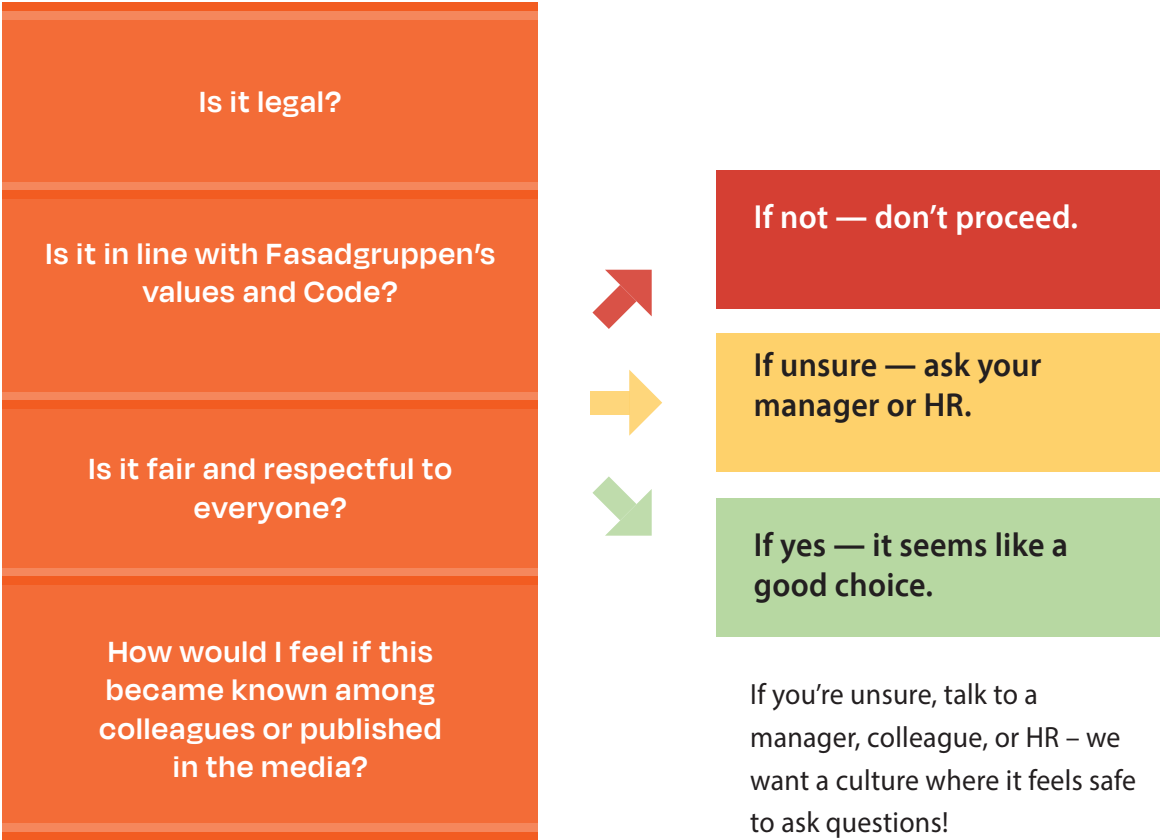 Is it legal?
Is it in line with Fasadgruppen’s
values and Code?
Is it fair and respectful to
everyone?
How would I feel if this
became known among
colleagues or published
in the media?
If not — don’t proceed.
If unsure — ask your
manager or HR.
If yes — it seems like a
good choice.
If you’re unsure, talk to a
manager, colleague, or HR – we
want a culture where it feels safe
to ask questions!